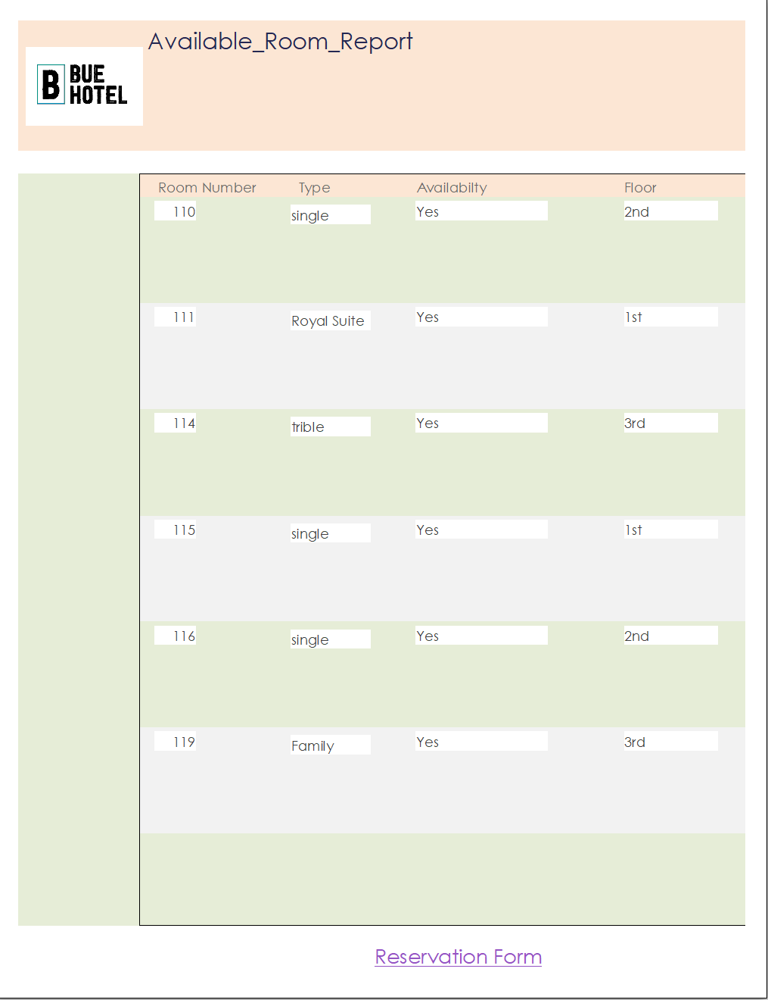 Available_Room_Report
B BUE
HOTEL
Room Number Type Availabilty Floor
110 single Yes 2nd
111 Royal Suite Yes 1st
114 trible Yes 3rd
115 single Yes 1st
116 single Yes 2nd
119 Family Yes 3rd
Reservation Form